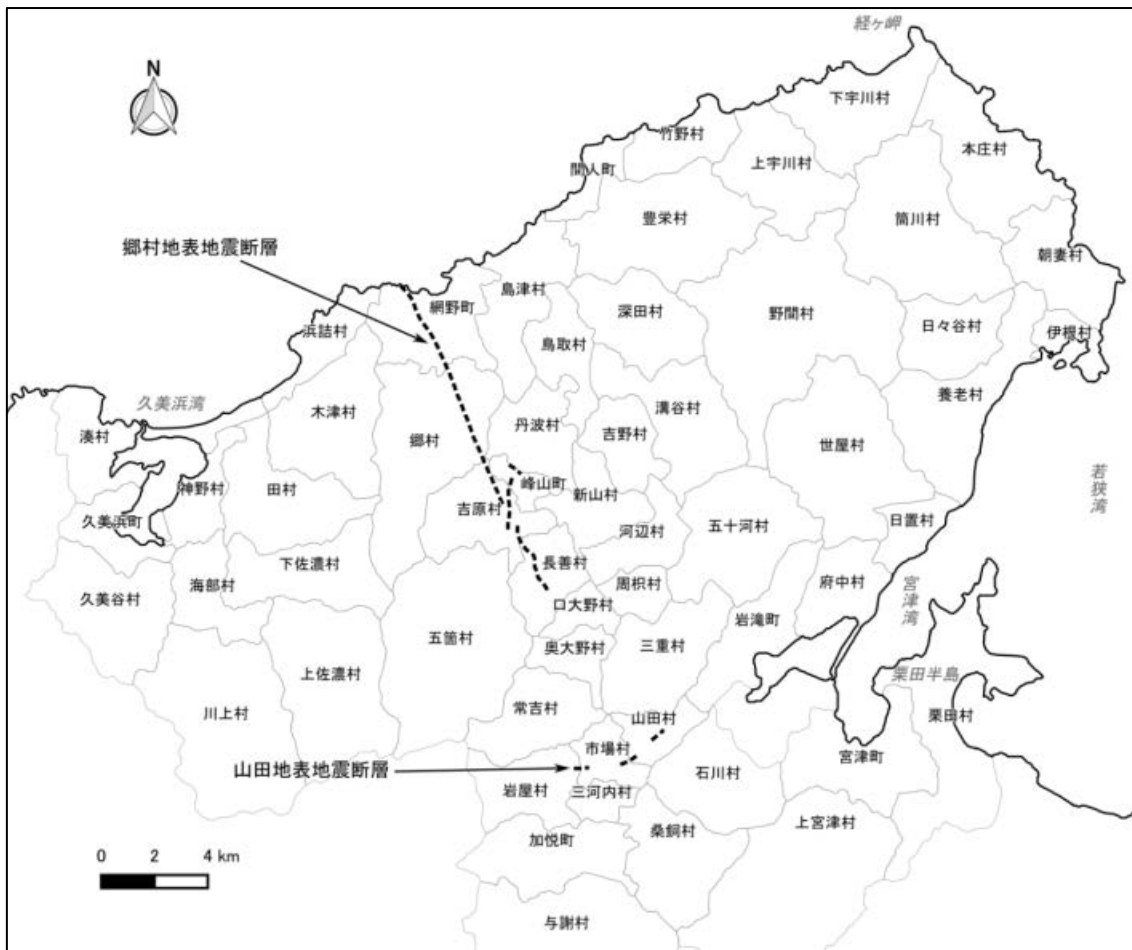 経ヶ岬
N
下宇川村
竹野村
本庄村
間人町
上宇川村
豊栄村
筒川村
郷村地表地震断層
朝妻村
島津村
網野町
深田村
野間村
日々谷村
浜詰村
鳥取村
伊根村
養老村
久美浜湾
木津村
溝谷村
湊村
郷村
丹波村
吉野村
世屋村
若狭湾
峰山町
神野村
田村
新山村
吉原村
久美浜町
河辺村
五十河村
日置村
下佐濃村
長善村
海部村
周枳村
府中村
久美谷村
口大野村
宮津湾
岩滝町
五箇村
奥大野村
三重村
上佐濃村
栗田半島
川上村
常吉村
山田村
栗田村
市場村
宮津町
山田地表地震断層
石川村
岩屋村
三河内村
上宮津村
桑飼村
加悦町
0 2 4 km
与謝村